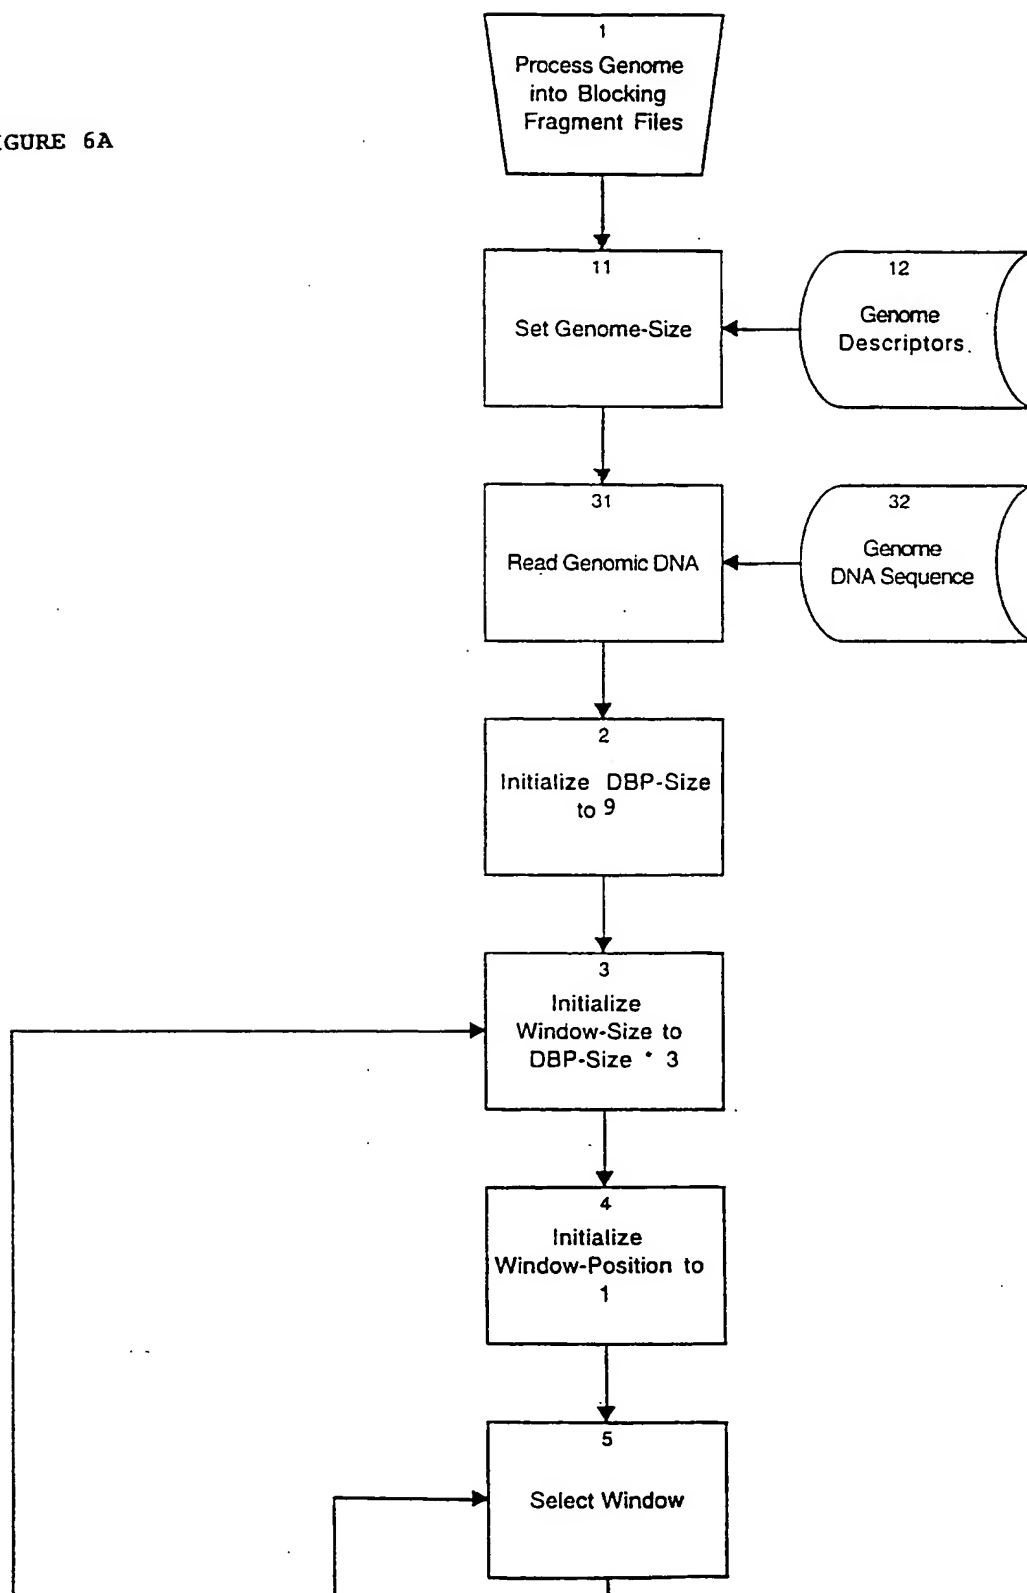 1
Process Genome
into Blocking
Fragment Files
IGURE 6A
11
Set Genome-Size
12
Genome
Descriptors.
31
Read Genomic DNA
32
Genome
DNA Sequence
2
Initialize DBP-Size
to 9
3
Initialize
Window-Size to
DBP-Size * 3
4
Initialize
Window-Position to
1
5
Select Window